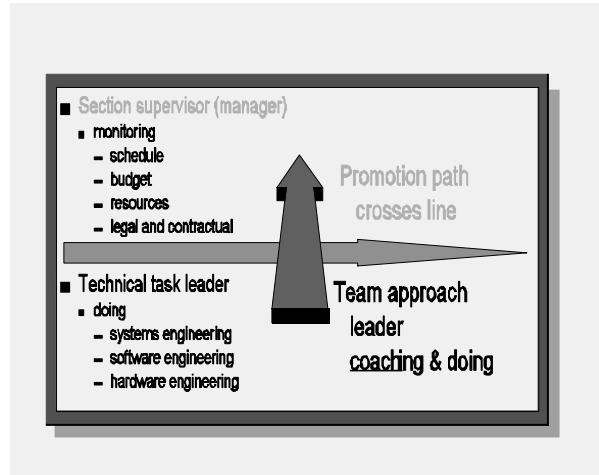 Section supervisor (manager)
monitoring
– schedule
– budget
– resources
– legal and contractual
Promotion path
crosses line
Technical task leader
doing
– systems engineering
– software engineering
– hardware engineering
Team approach
leader
coaching & doing